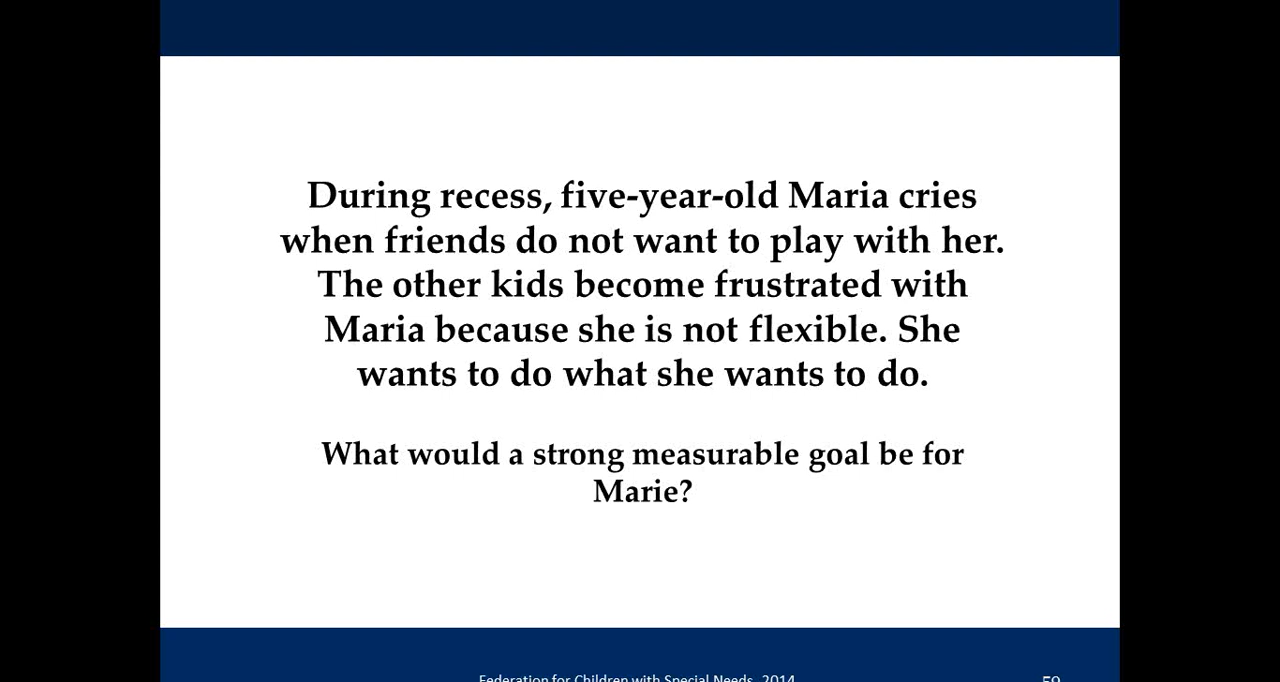 During recess, five-year-old Maria cries
when friends do not want to play with her.
The other kids become frustrated with
Maria because she is not flexible. She
wants to do what she wants to do.
What would a strong measurable goal be for
Marie?
Federation for Children with Special Needs, 2014
59